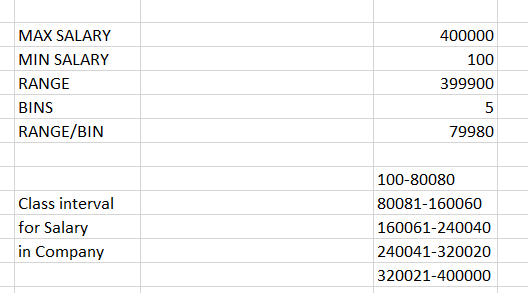 MAX SALARY 400000
MIN SALARY 100
RANGE 399900
BINS 5
RANGE/BIN 79980
100-80080
Class interval 80081-160060
for Salary 160061-240040
in Company 240041-320020
320021-400000